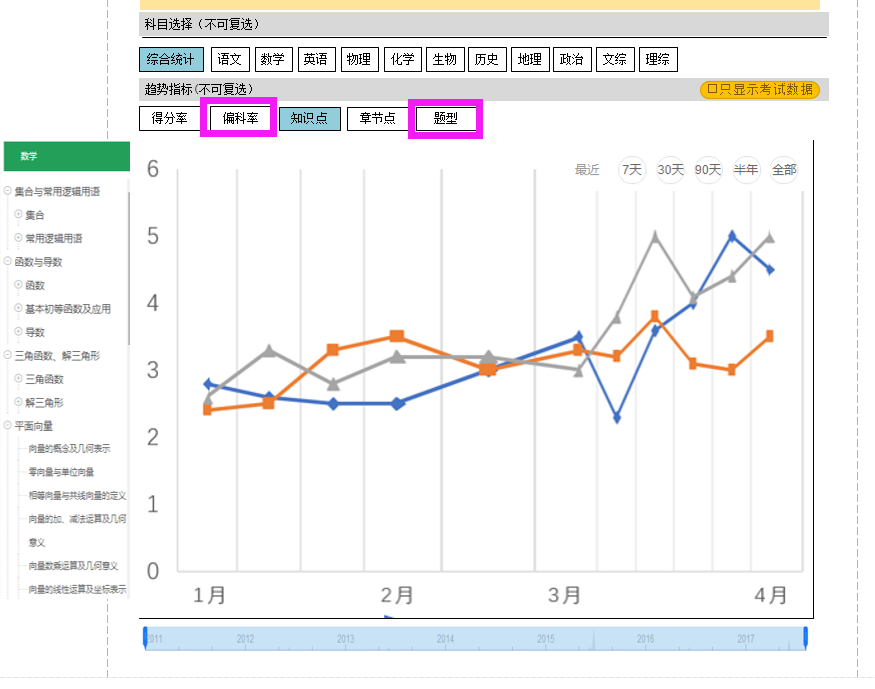 科目选择（不可复选）
综合统计 语文 数学 英语 物理 化学 生物 历史 地理 政治 文综 理综
趋势指标(不可复选） 口只显示考试数据
得分率 偏科率 知识点 章节点 题型
数学
集合与常用逻辑用语
集合
常用逻辑用语
函数与导数
函数
基本初等函数及应用
导数
三角函数、解三角形
三角函数
解三角形
平面向量
向量的概念及几何表示
零向量与单位向量
相等向量与共线向量的定义
向量的加、减法运算及几何
意义
向量数乘运算及几何意义
向量的线性运算及坐标表示
最近 7天 30天 90天 半年 全部
6
5
4
3
2
1
0
1月 2月 3月 4月
2011 2012 2013 2014 2015 2016 2017